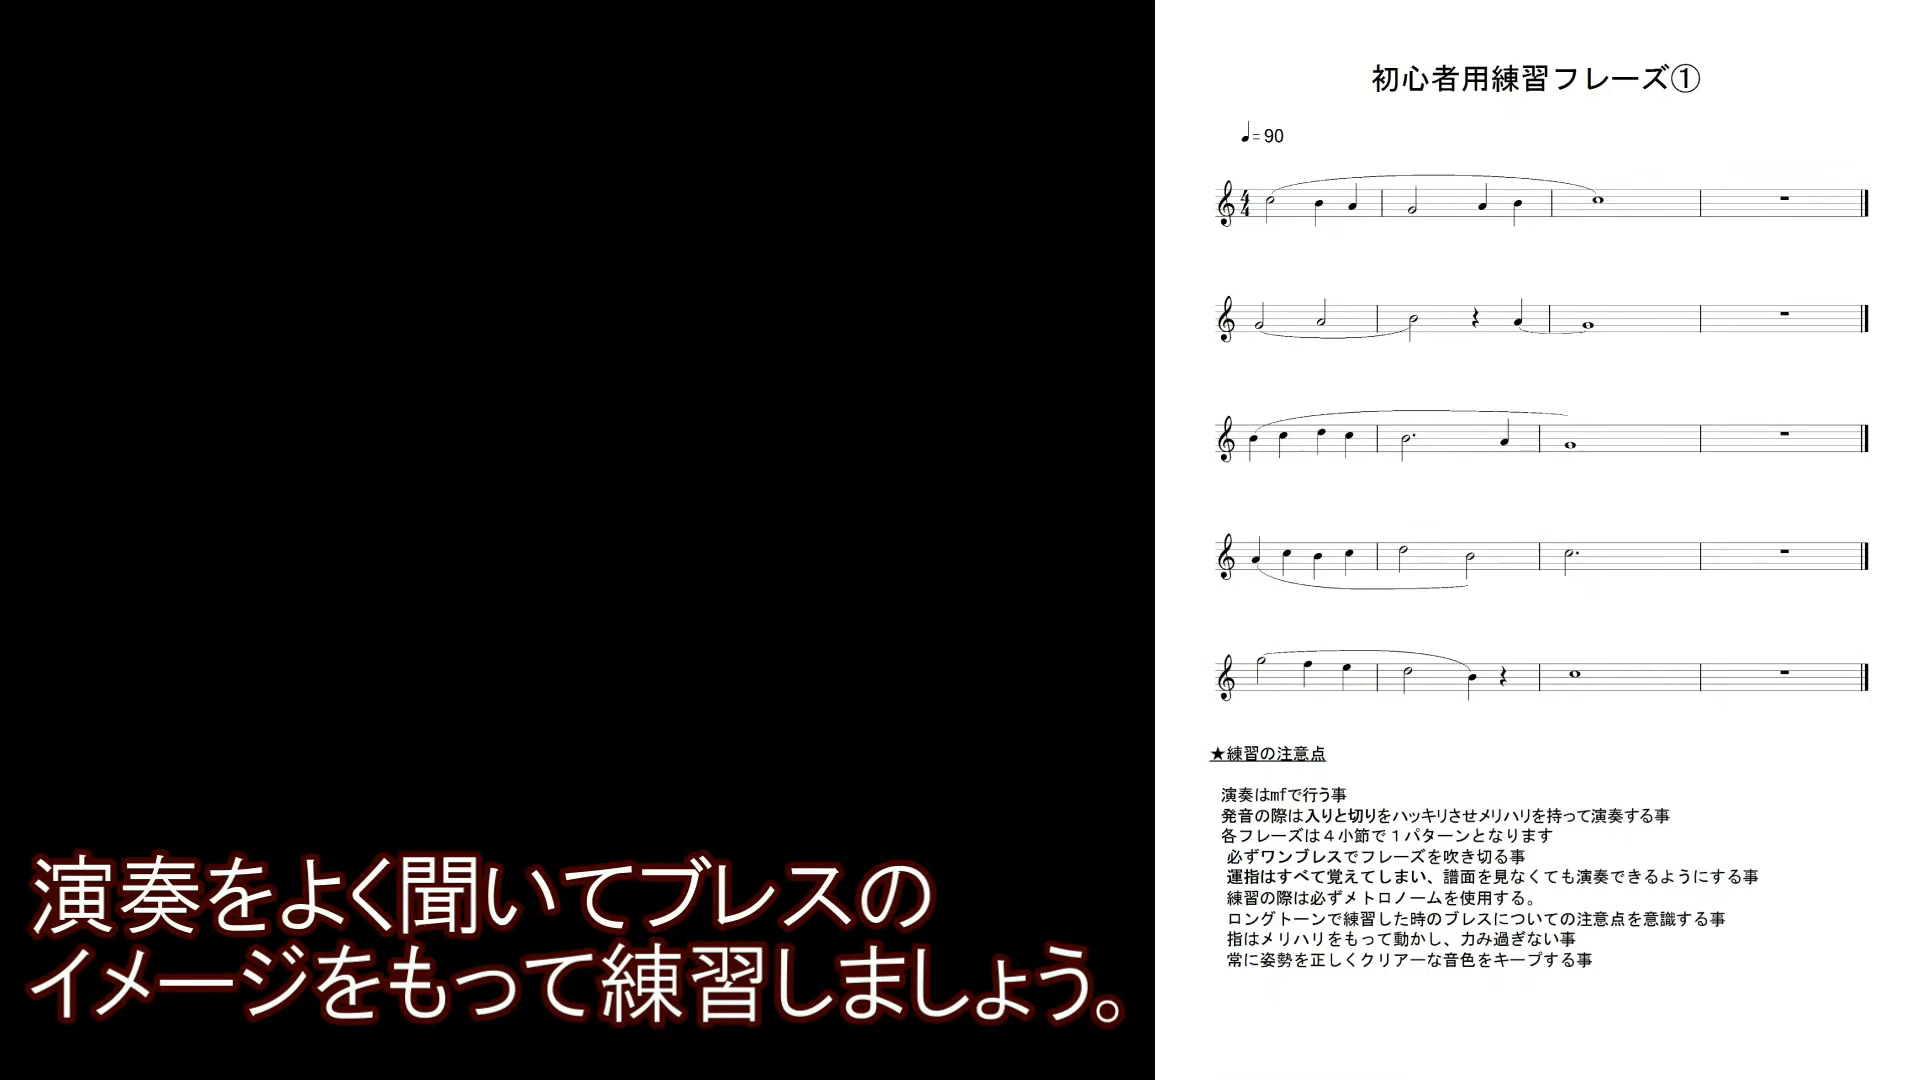 初心者用練習フレーズ①
♩=90
★練習の注意点
演奏はmfで行う事
発音の際は入りと切りをハッキリさせメリハリを持って演奏する事
各フレーズは４小節で１パターンとなります
必ずワンブレスでフレーズを吹き切る事
運指はすべて覚えてしまい、譜面を見なくても演奏できるようにする事
練習の際は必ずメトロノームを使用する。
ロングトーンで練習した時のブレスについての注意点を意識する事
指はメリハリをもって動かし、力み過ぎない事
常に姿勢を正しくクリアーな音色をキープする事
演奏をよく聞いてブレスの
イメージをもって練習しましょう。